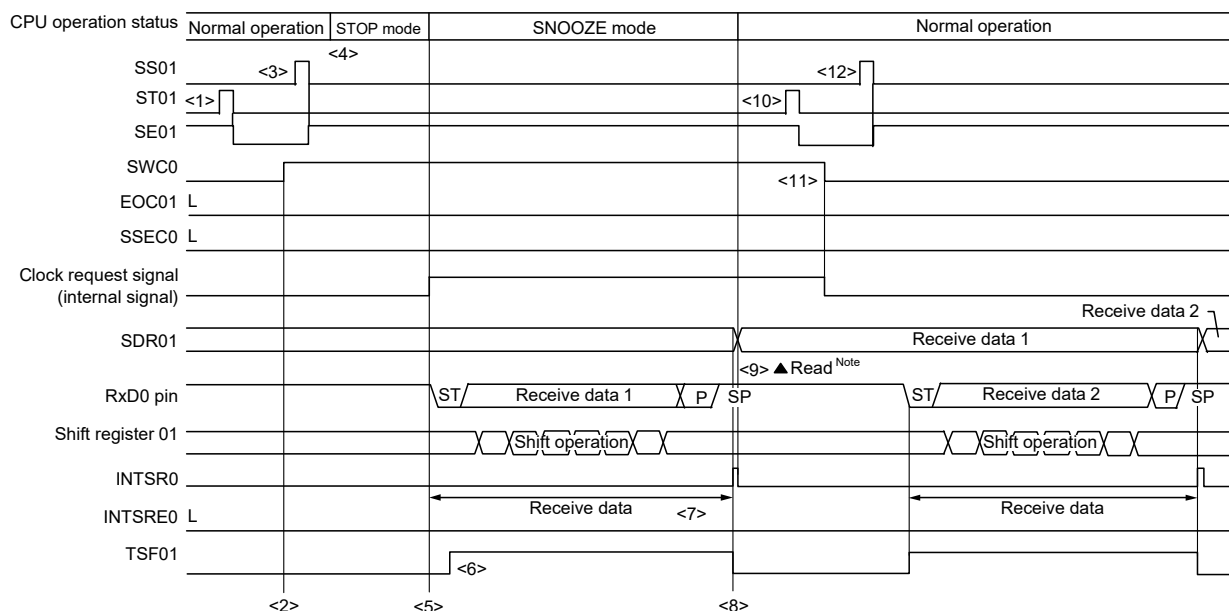 CPU operation status Normal operation STOP mode SNOOZE mode Normal operation
<4>
SS01 <3> <12>
ST01 <1> <10>
SE01
SWC0 <11>
EOC01 L
SSEC0 L
Clock request signal
(internal signal)
Receive data 2
SDR01 Receive data 1
<9> ▲Read Note
RxD0 pin ST Receive data 1 P SP ST Receive data 2 P SP
Shift register 01 Shift operation Shift operation
INTSR0
Receive data <7> Receive data
INTSRE0 L
TSF01 <6>
<2> <5> <8>